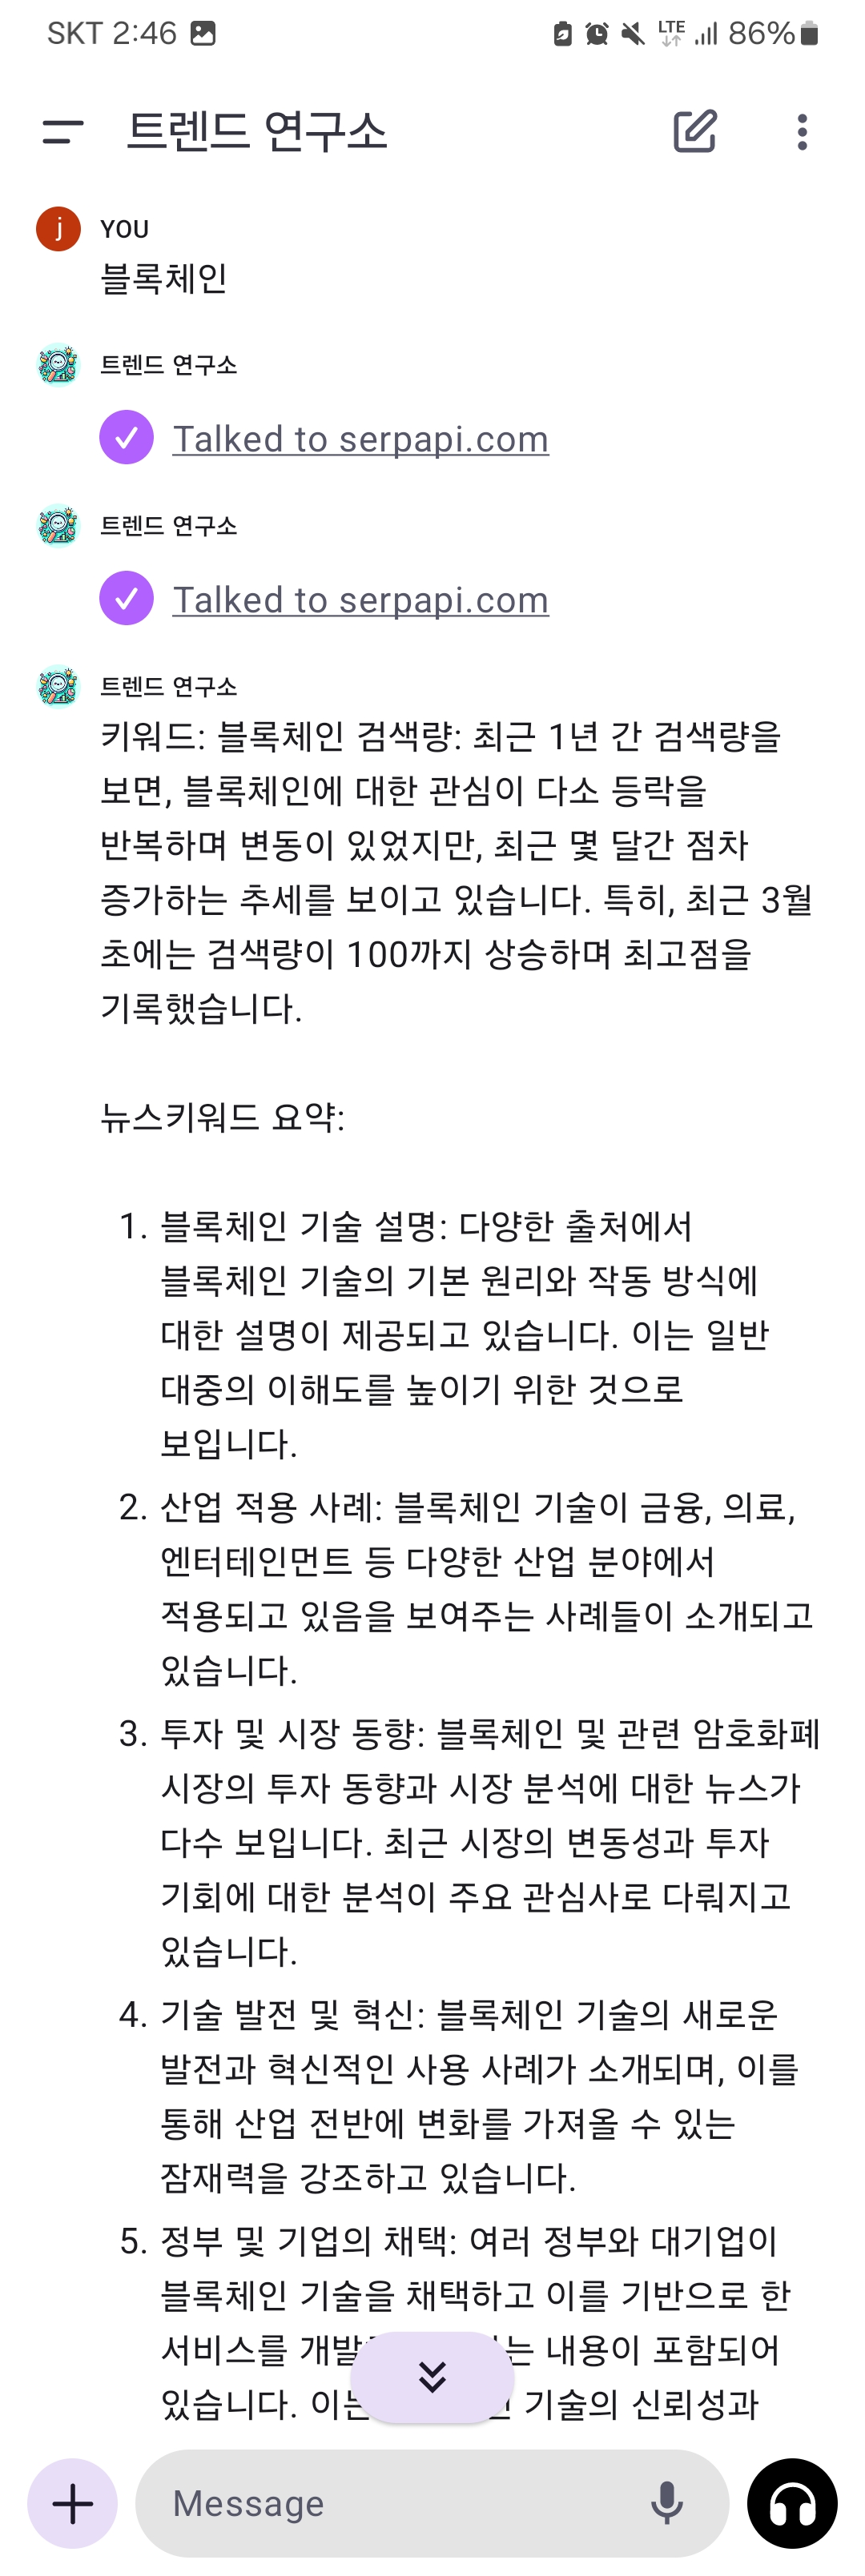 SKT 2:46 LTE 86%
트렌드 연구소
j YOU
블록체인
트렌드 연구소
Talked to serpapi.com
트렌드 연구소
Talked to serpapi.com
트렌드 연구소
키워드: 블록체인 검색량: 최근 1년 간 검색량을
보면, 블록체인에 대한 관심이 다소 등락을
반복하며 변동이 있었지만, 최근 몇 달간 점차
증가하는 추세를 보이고 있습니다. 특히, 최근 3월
초에는 검색량이 100까지 상승하며 최고점을
기록했습니다.
뉴스키워드 요약:
1. 블록체인 기술 설명: 다양한 출처에서
블록체인 기술의 기본 원리와 작동 방식에
대한 설명이 제공되고 있습니다. 이는 일반
대중의 이해도를 높이기 위한 것으로
보입니다.
2. 산업 적용 사례: 블록체인 기술이 금융, 의료,
엔터테인먼트 등 다양한 산업 분야에서
적용되고 있음을 보여주는 사례들이 소개되고
있습니다.
3. 투자 및 시장 동향: 블록체인 및 관련 암호화폐
시장의 투자 동향과 시장 분석에 대한 뉴스가
다수 보입니다. 최근 시장의 변동성과 투자
기회에 대한 분석이 주요 관심사로 다뤄지고
있습니다.
4. 기술 발전 및 혁신: 블록체인 기술의 새로운
발전과 혁신적인 사용 사례가 소개되며, 이를
통해 산업 전반에 변화를 가져올 수 있는
잠재력을 강조하고 있습니다.
5. 정부 및 기업의 채택: 여러 정부와 대기업이
블록체인 기술을 채택하고 이를 기반으로 한
서비스를 내용이 포함되어
있습니다. 기술의 신뢰성과
Message